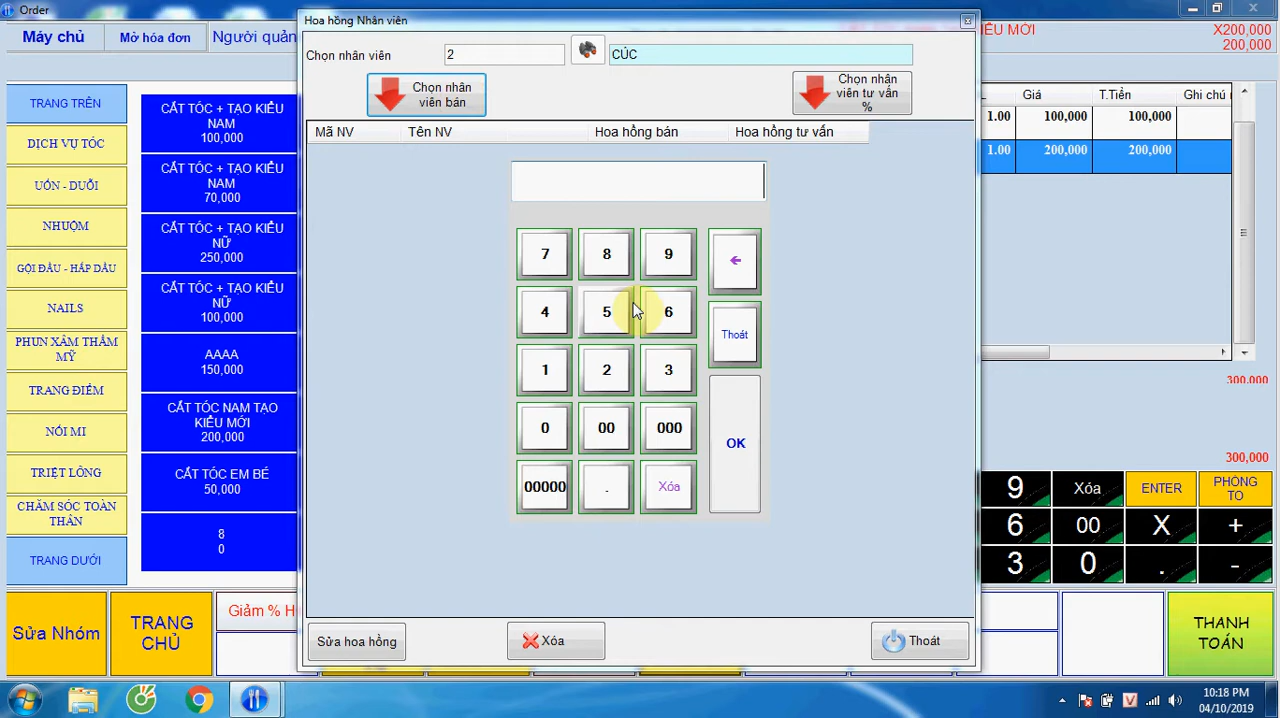 Order
Máy chủ
Mở hóa đơn
Người quản
TRANG TRÊN
DỊCH VỤ TÓC
UỐN - DUỖI
NHUỘM
GỘI ĐẦU - HẤP DẦU
NAILS
PHUN XĂM THẨM
MỸ
TRANG ĐIỂM
NỐI MI
TRIỆT LÔNG
CHĂM SÓC TOÀN
THÂN
TRANG DƯỚI
CẮT TÓC + TẠO KIỂU
NAM
100,000
CẮT TÓC + TẠO KIỂU
NAM
70,000
CẮT TÓC + TẠO KIỂU
NỮ
250,000
CẮT TÓC + TẠO KIỂU
NỮ
100,000
AAAA
150,000
CẮT TÓC NAM TẠO
KIỂU MỚI
200,000
CẮT TÓC EM BÉ
50,000
8
0
Hoa hồng Nhân viên
Chọn nhân viên
2
CÚC
Chọn nhân
viên bán
Chọn nhân
viên tư vấn
%
Mã NV
Tên NV
Hoa hồng bán
Hoa hồng tư vấn
7
8
9
4
5
6
Thoát
1
2
3
0
00
000
OK
00000
.
Xóa
Sửa hoa hồng
Xóa
Thoát
IỂU MỚI
X200,000
200,000
Giá
T.Tiền
Ghi chú
1.00
100,000
100,000
1.00
200,000
200,000
300,000
300,000
9
Xóa
ENTER
PHÓNG
TO
6
00
X
+
3
0
.
-
Sửa Nhóm
TRANG
CHỦ
Giảm % H
THANH
TOÁN
V
10:18 PM
04/10/2019